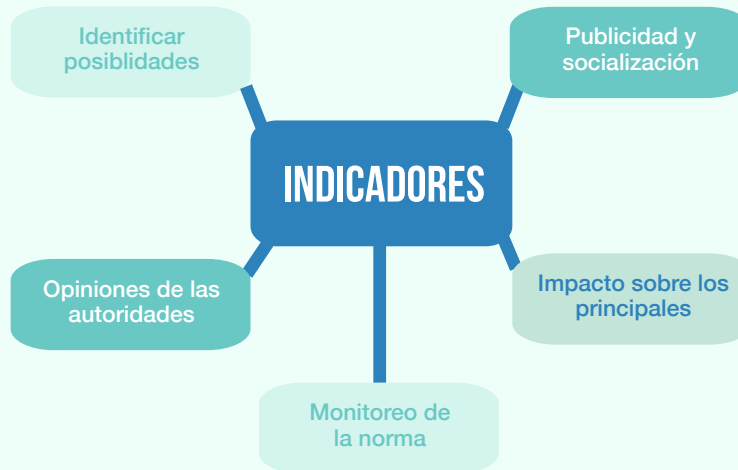 Identificar
posiblidades
Publicidad y
socialización
INDICADORES
Opiniones de las
autoridades
Impacto sobre los
principales
Monitoreo de
la norma